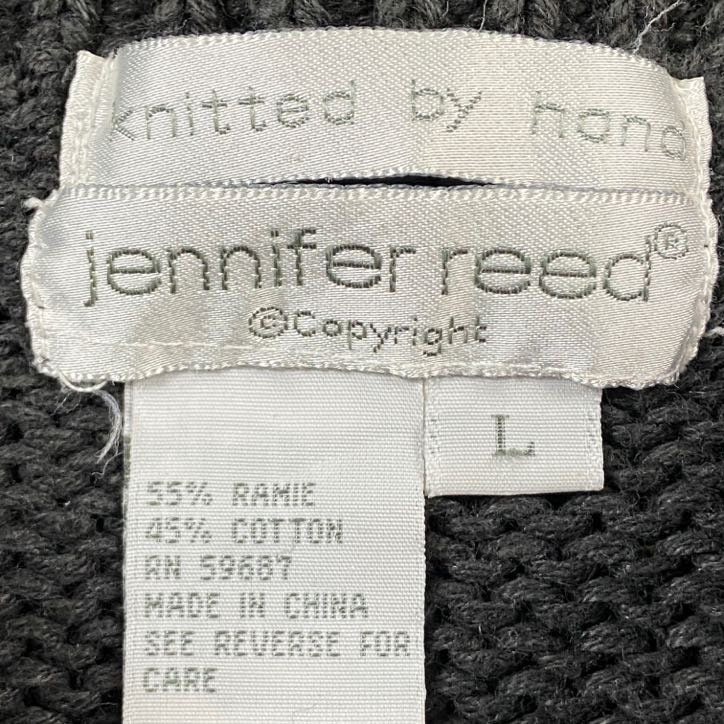 knitted by hand
jennifer reed®
©Copyright
L
55% RAMIE
45% COTTON
RN 59687
MADE IN CHINA
SEE REVERSE FOR
CARE